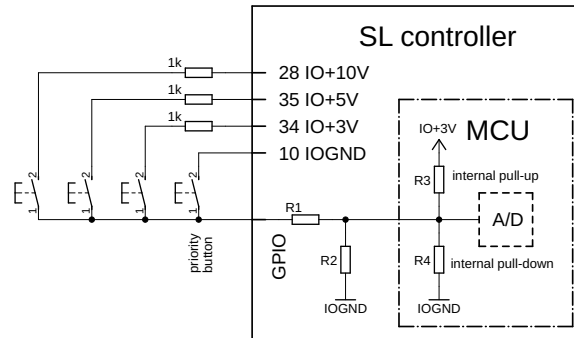 SL controller
1k
28 IO+10V
1k
35 IO+5V
1k
34 IO+3V
10 IOGND
IO+3V
MCU
R3
internal pull-up
2
2
2
2
1
1
1
1
R1
A/D
priority
button
GPIO
R2
R4
internal pull-down
IOGND
IOGND